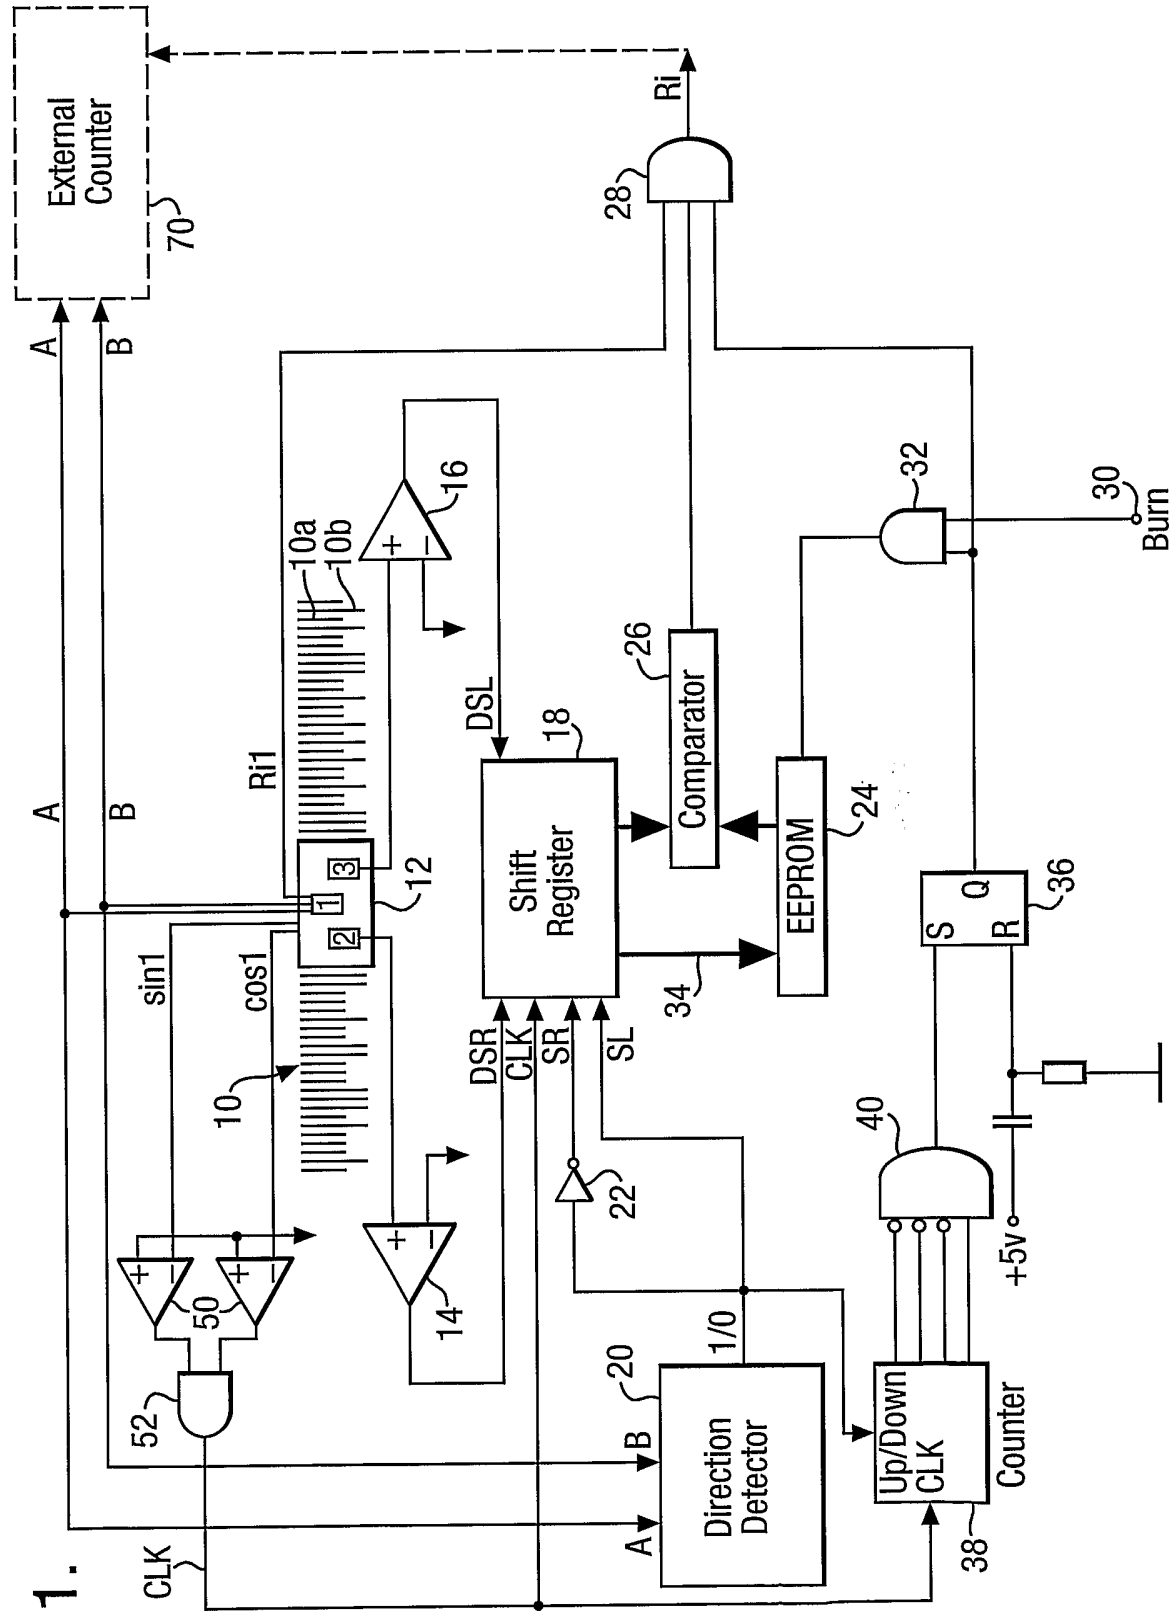 1.
A
B
External
Counter
70
A
B
sin1
cos1
Ri1
Ri
28
10
10a
10b
1
2
3
12
+
−
+
−
50
52
CLK
+
−
14
+
−
16
DSL
DSR
CLK
SR
SL
Shift
Register
18
22
34
Comparator
26
EEPROM
24
32
30
Burn
A
B
Direction
Detector
20
1/0
Up/Down
CLK
Counter
38
40
S
R
Q
36
+5v